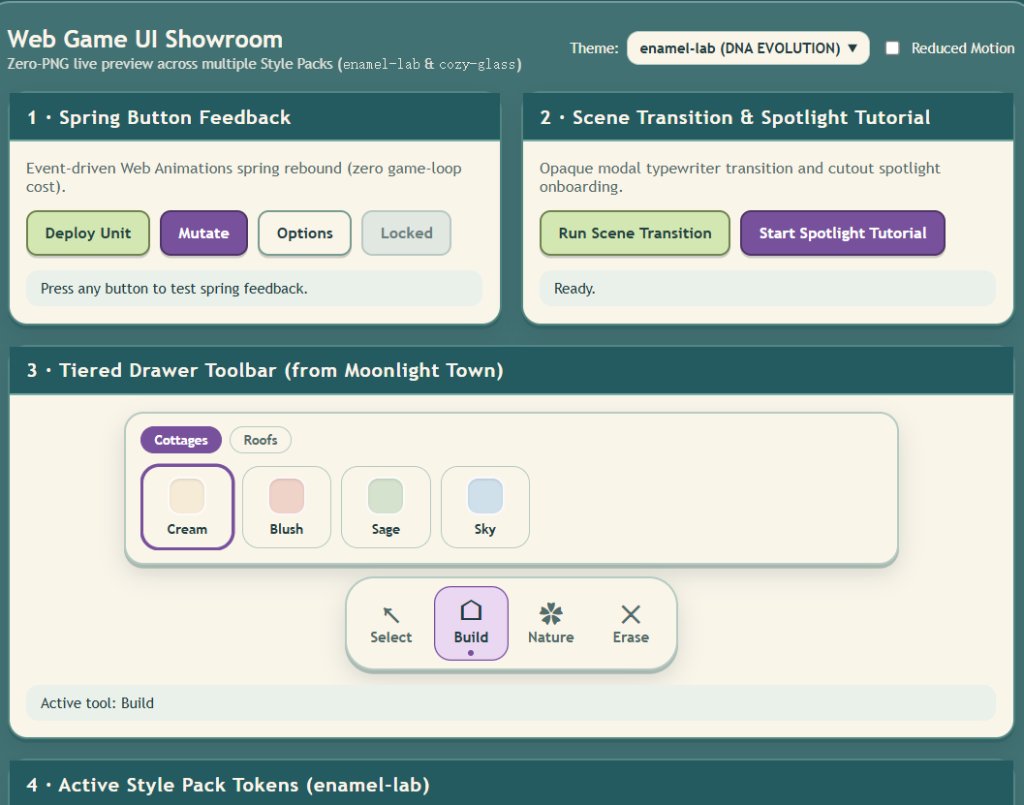 Web Game UI Showroom
Zero-PNG live preview across multiple Style Packs (enamel-lab & cozy-glass)
Theme: enamel-lab (DNA EVOLUTION) ▼ Reduced Motion
1 · Spring Button Feedback
Event-driven Web Animations spring rebound (zero game-loop
cost).
Deploy Unit Mutate Options Locked
Press any button to test spring feedback.
2 · Scene Transition & Spotlight Tutorial
Opaque modal typewriter transition and cutout spotlight
onboarding.
Run Scene Transition Start Spotlight Tutorial
Ready.
3 · Tiered Drawer Toolbar (from Moonlight Town)
Cottages Roofs
Cream Blush Sage Sky
Select Build Nature Erase
Active tool: Build
4 · Active Style Pack Tokens (enamel-lab)